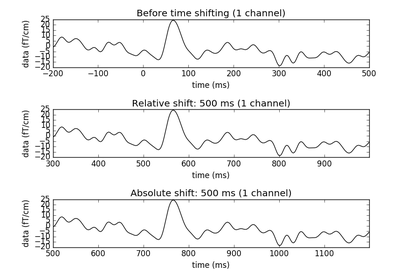 Before time shifting (1 channel)
25
20
15
10
5
0
−5
−10
−15
−20
data (fT/cm)
−200 −100 0 100 200 300 400 500
time (ms)
Relative shift: 500 ms (1 channel)
25
20
15
10
5
0
−5
−10
−15
−20
data (fT/cm)
300 400 500 600 700 800 900
time (ms)
Absolute shift: 500 ms (1 channel)
25
20
15
10
5
0
−5
−10
−15
−20
data (fT/cm)
500 600 700 800 900 1000 1100
time (ms)